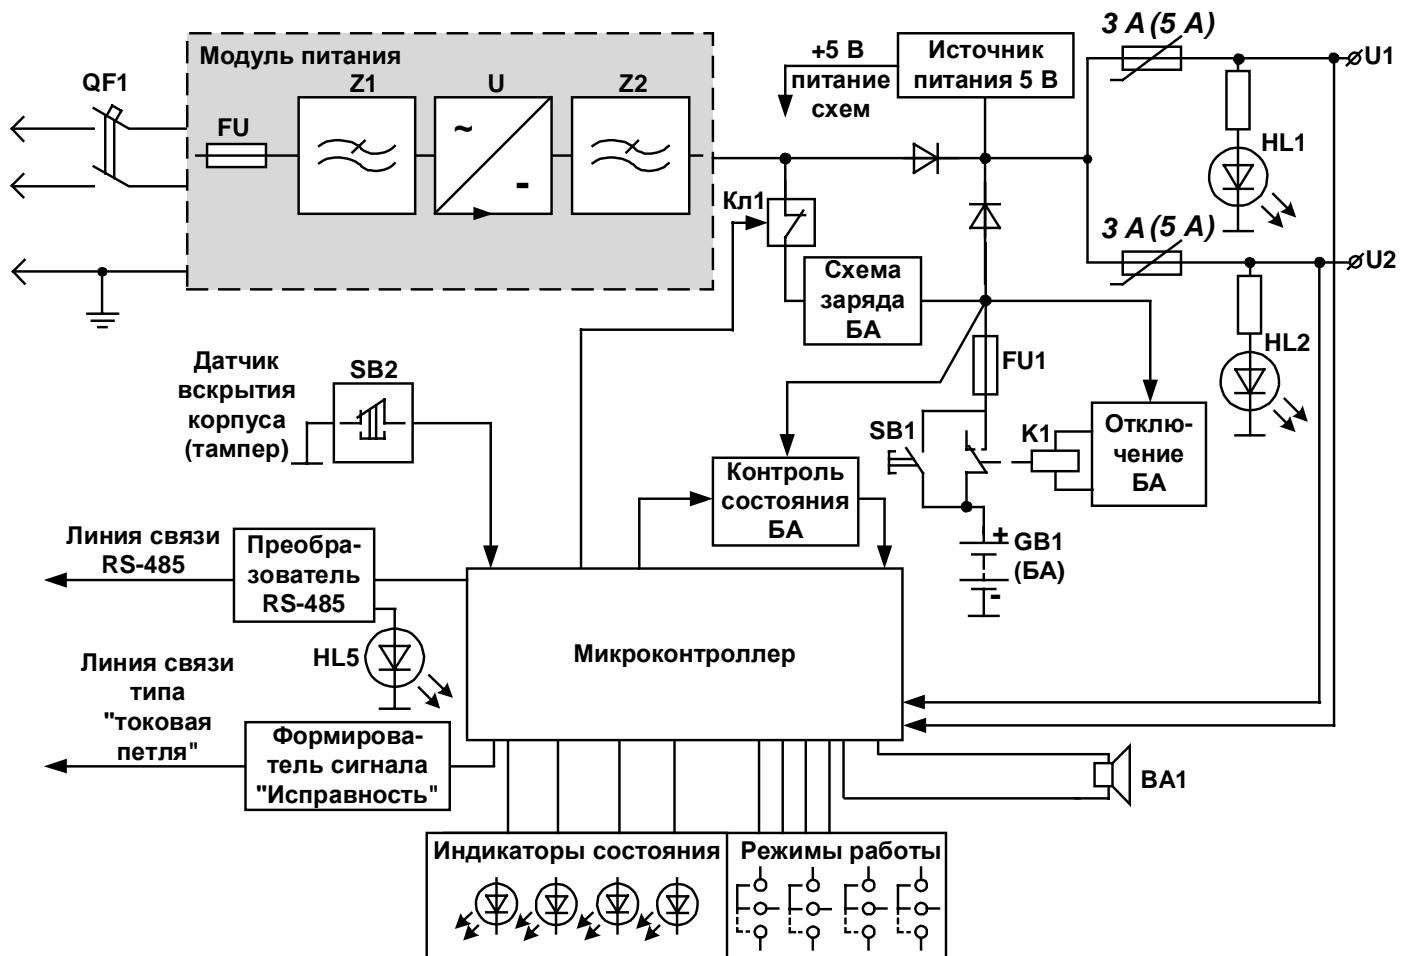 3 А (5 А)
Модуль питания
+5 В
питание
схем
Источник
питания 5 В
U1
QF1
Z1
U
Z2
FU
~
-
HL1
Кл1
3 А (5 А)
U2
Схема
заряда
БА
Датчик
вскрытия
корпуса
(тампер)
SB2
FU1
HL2
SB1
K1
Отклю-
чение
БА
Контроль
состояния
БА
Линия связи
RS-485
Преобра-
зователь
RS-485
+
GB1
(БА)
-
HL5
Микроконтроллер
Линия связи
типа
"токовая
петля"
Формирова-
тель сигнала
"Исправность"
BA1
Индикаторы состояния
Режимы работы